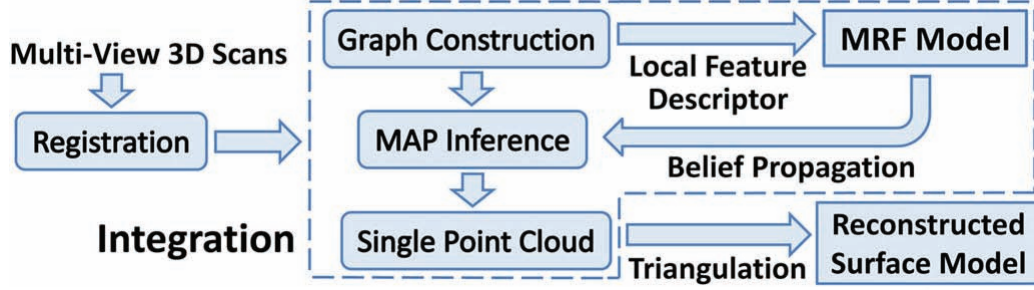 Multi-View 3D Scans
Registration
Integration
Graph Construction
Local Feature
Descriptor
MRF Model
MAP Inference
Belief Propagation
Single Point Cloud
Triangulation
Reconstructed
Surface Model